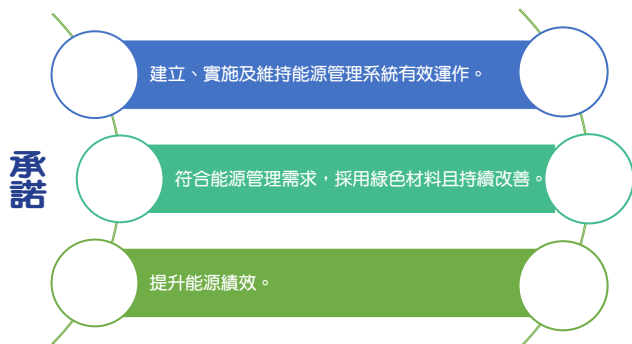 承諾
建立、實施及維持能源管理系統有效運作。
符合能源管理需求，採用綠色材料且持續改善。
提升能源績效。